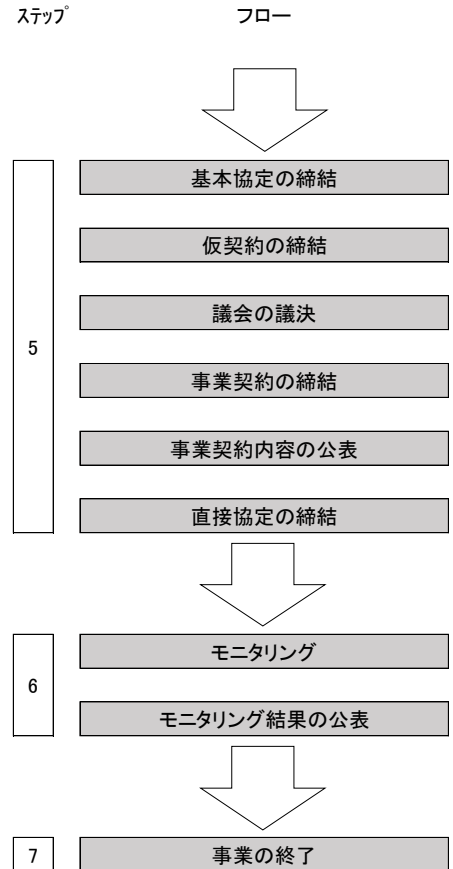 ステップ フロー
基本協定の締結
仮契約の締結
議会の議決
5
事業契約の締結
事業契約内容の公表
直接協定の締結
モニタリング
6
モニタリング結果の公表
7 事業の終了